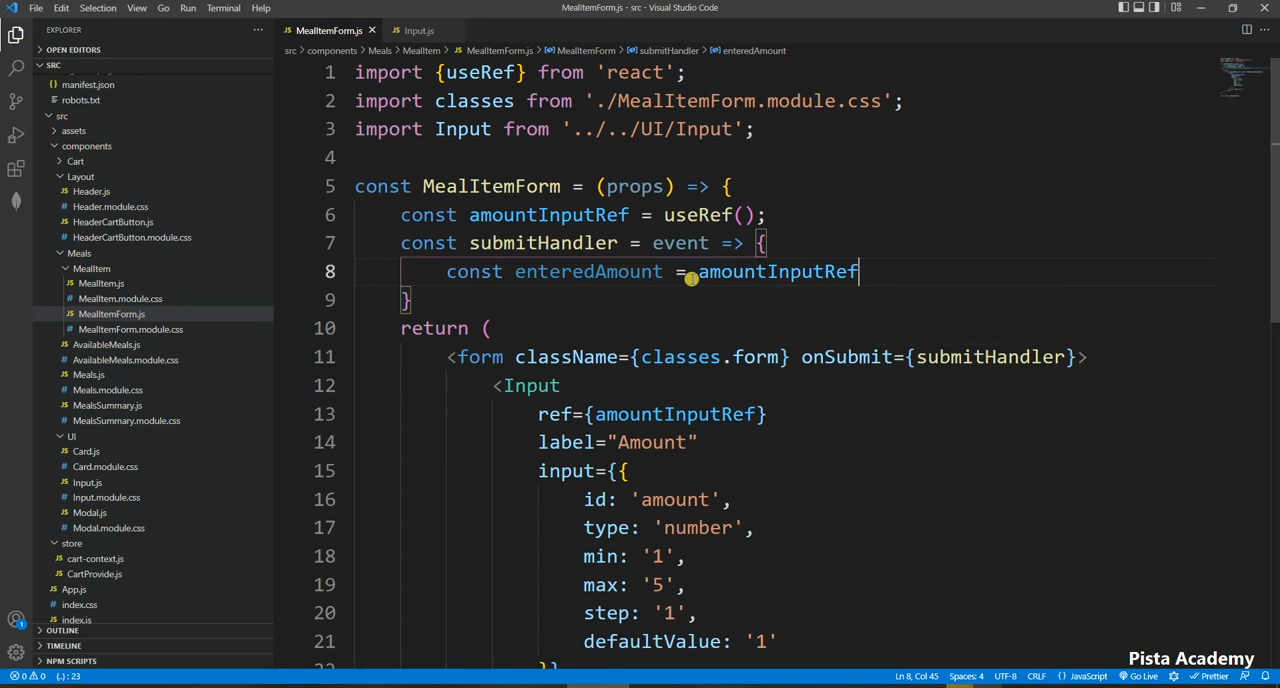 File Edit Selection View Go Run Terminal Help
MealItemForm.js - src - Visual Studio Code
EXPLORER
OPEN EDITORS
SRC
manifest.json
robots.txt
src
assets
components
Cart
Layout
Header.js
Header.module.css
HeaderCartButton.js
HeaderCartButton.module.css
Meals
MealItem
MealItem.js
MealItem.module.css
MealItemForm.js
MealItemForm.module.css
AvailableMeals.js
AvailableMeals.module.css
Meals.js
Meals.module.css
MealsSummary.js
MealsSummary.module.css
UI
Card.js
Card.module.css
Input.js
Input.module.css
Modal.js
Modal.module.css
store
cart-context.js
CartProvide.js
App.js
index.css
index.js
OUTLINE
TIMELINE
NPM SCRIPTS
JS MealItemForm.js JS Input.js
src > components > Meals > MealItem > JS MealItemForm.js > MealItemForm > submitHandler > enteredAmount
1 import {useRef} from 'react';
2 import classes from './MealItemForm.module.css';
3 import Input from '../../UI/Input';
4
5 const MealItemForm = (props) => {
6 const amountInputRef = useRef();
7 const submitHandler = event => {
8 const enteredAmount = amountInputRef
9 }
10 return (
11 <form className={classes.form} onSubmit={submitHandler}>
12 <Input
13 ref={amountInputRef}
14 label="Amount"
15 input={{
16 id: 'amount',
17 type: 'number',
18 min: '1',
19 max: '5',
20 step: '1',
21 defaultValue: '1'
22 }}
Pista Academy
0 0 {..} : 23 Ln 8, Col 45 Spaces: 4 UTF-8 CRLF {} JavaScript Go Live Prettier